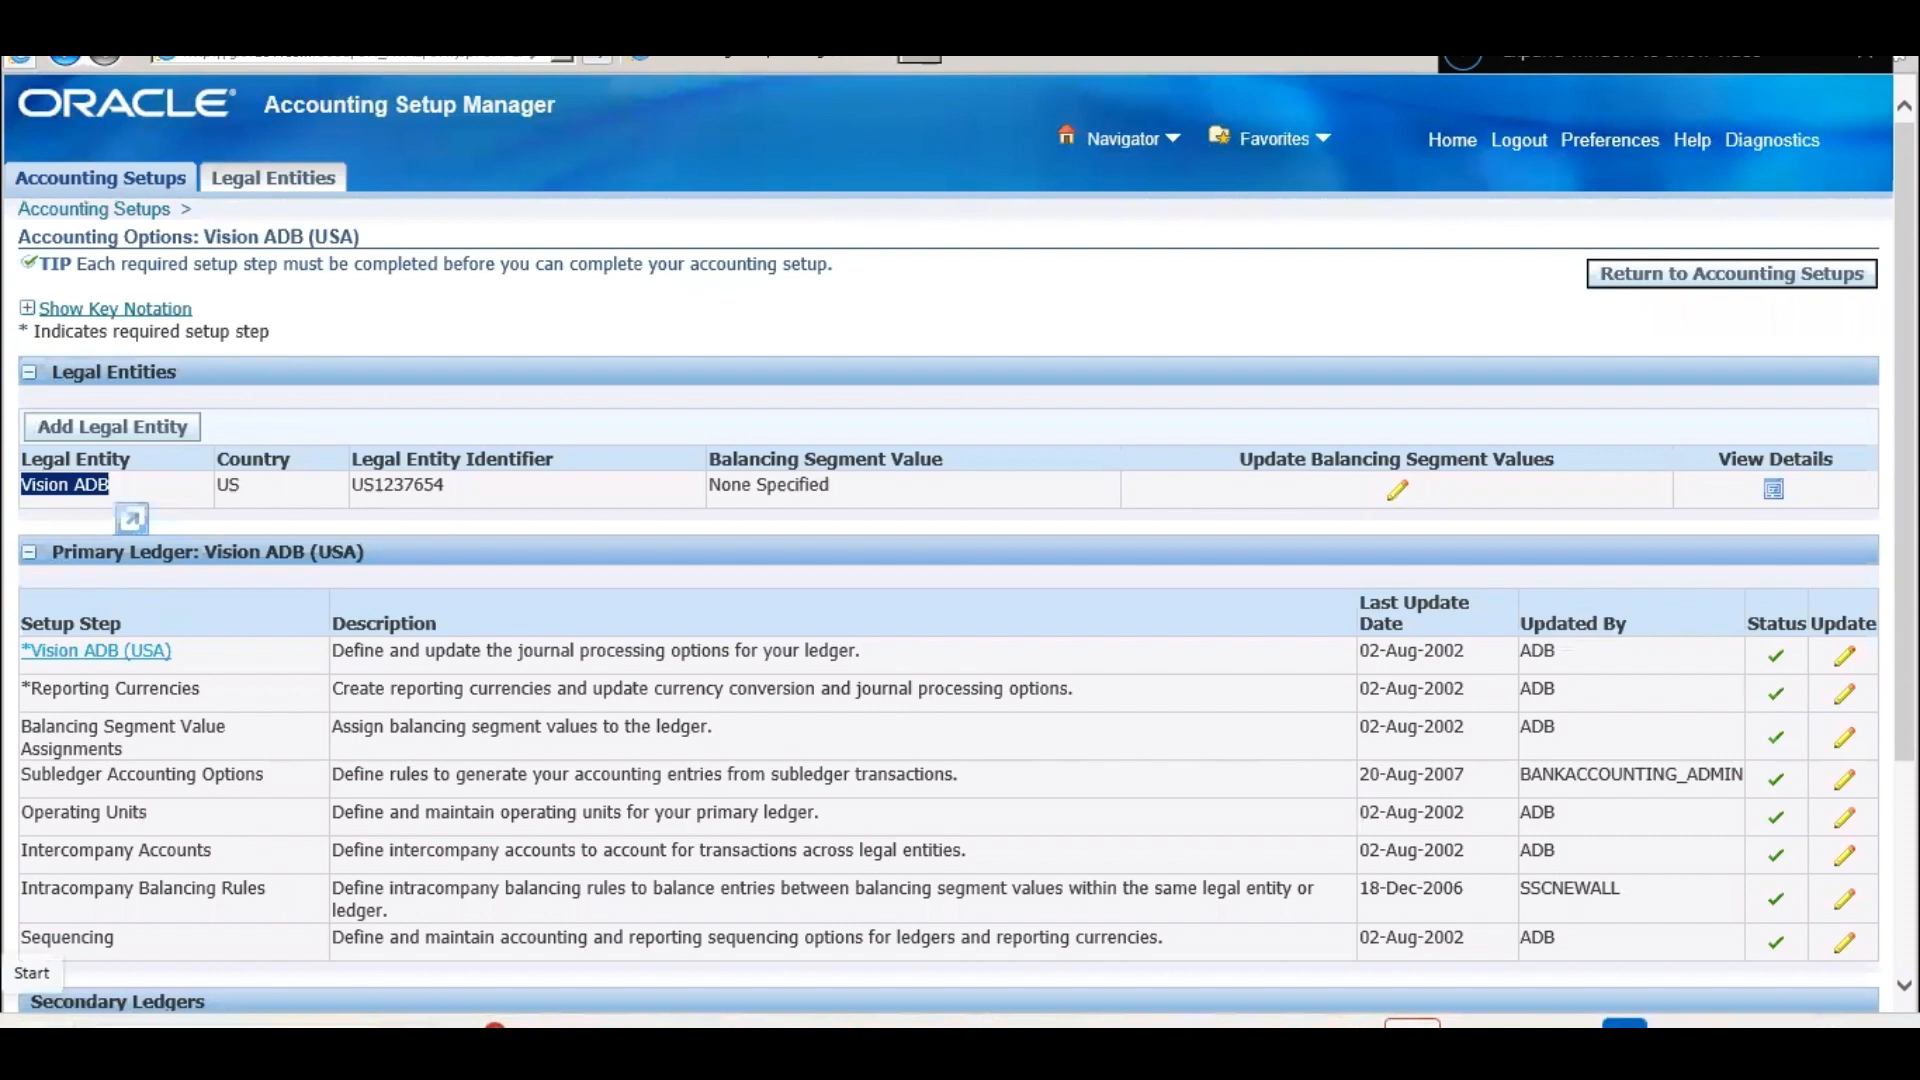 ORACLE® Accounting Setup Manager
Navigator Favorites Home Logout Preferences Help Diagnostics
Accounting Setups Legal Entities
Accounting Setups >
Accounting Options: Vision ADB (USA)
TIP Each required setup step must be completed before you can complete your accounting setup.
Return to Accounting Setups
Show Key Notation
* Indicates required setup step
Legal Entities
Add Legal Entity
Legal Entity Country Legal Entity Identifier Balancing Segment Value Update Balancing Segment Values View Details
Vision ADB US US1237654 None Specified
Primary Ledger: Vision ADB (USA)
Setup Step Description Last Update Date Updated By Status Update
*Vision ADB (USA) Define and update the journal processing options for your ledger. 02-Aug-2002 ADB
*Reporting Currencies Create reporting currencies and update currency conversion and journal processing options. 02-Aug-2002 ADB
Balancing Segment Value Assignments Assign balancing segment values to the ledger. 02-Aug-2002 ADB
Subledger Accounting Options Define rules to generate your accounting entries from subledger transactions. 20-Aug-2007 BANKACCOUNTING_ADMIN
Operating Units Define and maintain operating units for your primary ledger. 02-Aug-2002 ADB
Intercompany Accounts Define intercompany accounts to account for transactions across legal entities. 02-Aug-2002 ADB
Intracompany Balancing Rules Define intracompany balancing rules to balance entries between balancing segment values within the same legal entity or ledger. 18-Dec-2006 SSCNEWALL
Sequencing Define and maintain accounting and reporting sequencing options for ledgers and reporting currencies. 02-Aug-2002 ADB
Start
Secondary Ledgers